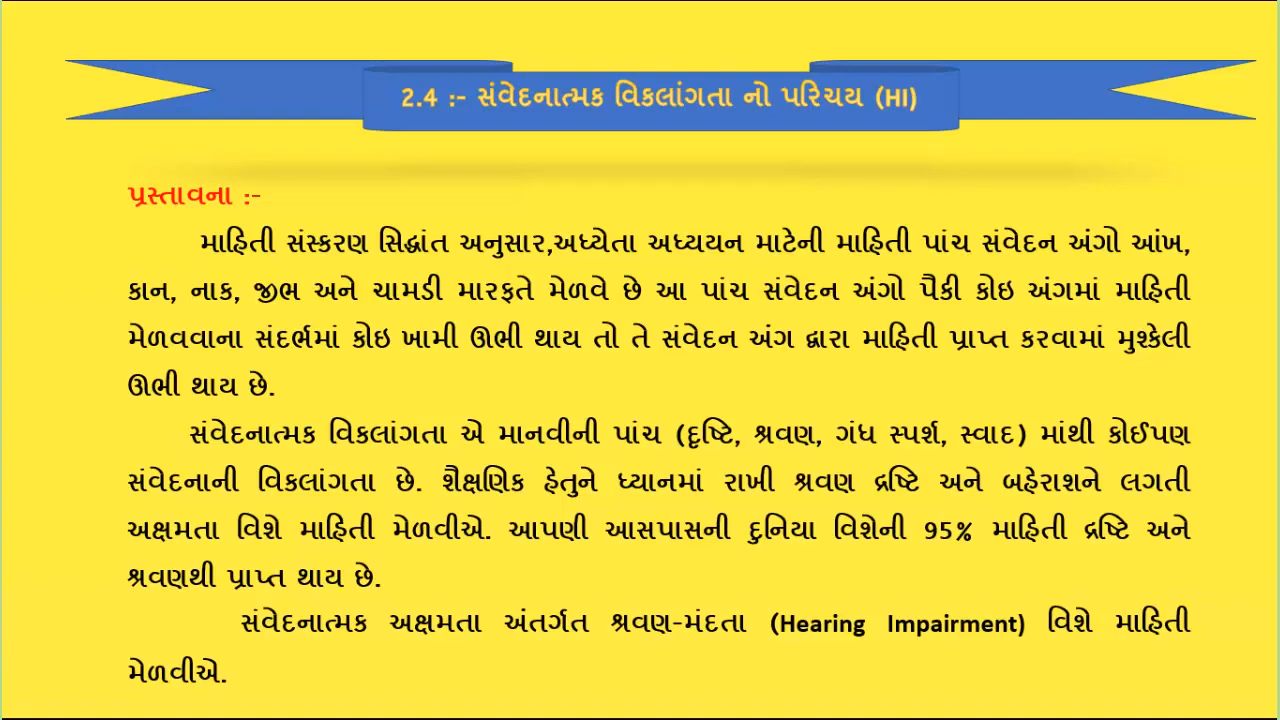 2.4 :- સંવેદનાત્મક વિકલાંગતા નો પરિચય (HI)
પ્રસ્તાવના :-
માહિતી સંસ્કરણ સિદ્ધાંત અનુસાર,અધ્યેતા અધ્યયન માટેની માહિતી પાંચ સંવેદન અંગો આંખ,
કાન, નાક, જીભ અને ચામડી મારફતે મેળવે છે આ પાંચ સંવેદન અંગો પૈકી કોઇ અંગમાં માહિતી
મેળવવાના સંદર્ભમાં કોઇ ખામી ઊભી થાય તો તે સંવેદન અંગ દ્વારા માહિતી પ્રાપ્ત કરવામાં મુશ્કેલી
ઊભી થાય છે.
સંવેદનાત્મક વિકલાંગતા એ માનવીની પાંચ (દૃષ્ટિ, શ્રવણ, ગંધ સ્પર્શ, સ્વાદ) માંથી કોઈપણ
સંવેદનાની વિકલાંગતા છે. શૈક્ષણિક હેતુને ધ્યાનમાં રાખી શ્રવણ દ્રષ્ટિ અને બહેરાશને લગતી
અક્ષમતા વિશે માહિતી મેળવીએ. આપણી આસપાસની દુનિયા વિશેની 95% માહિતી દ્રષ્ટિ અને
શ્રવણથી પ્રાપ્ત થાય છે.
સંવેદનાત્મક અક્ષમતા અંતર્ગત શ્રવણ-મંદતા (Hearing Impairment) વિશે માહિતી
મેળવીએ.